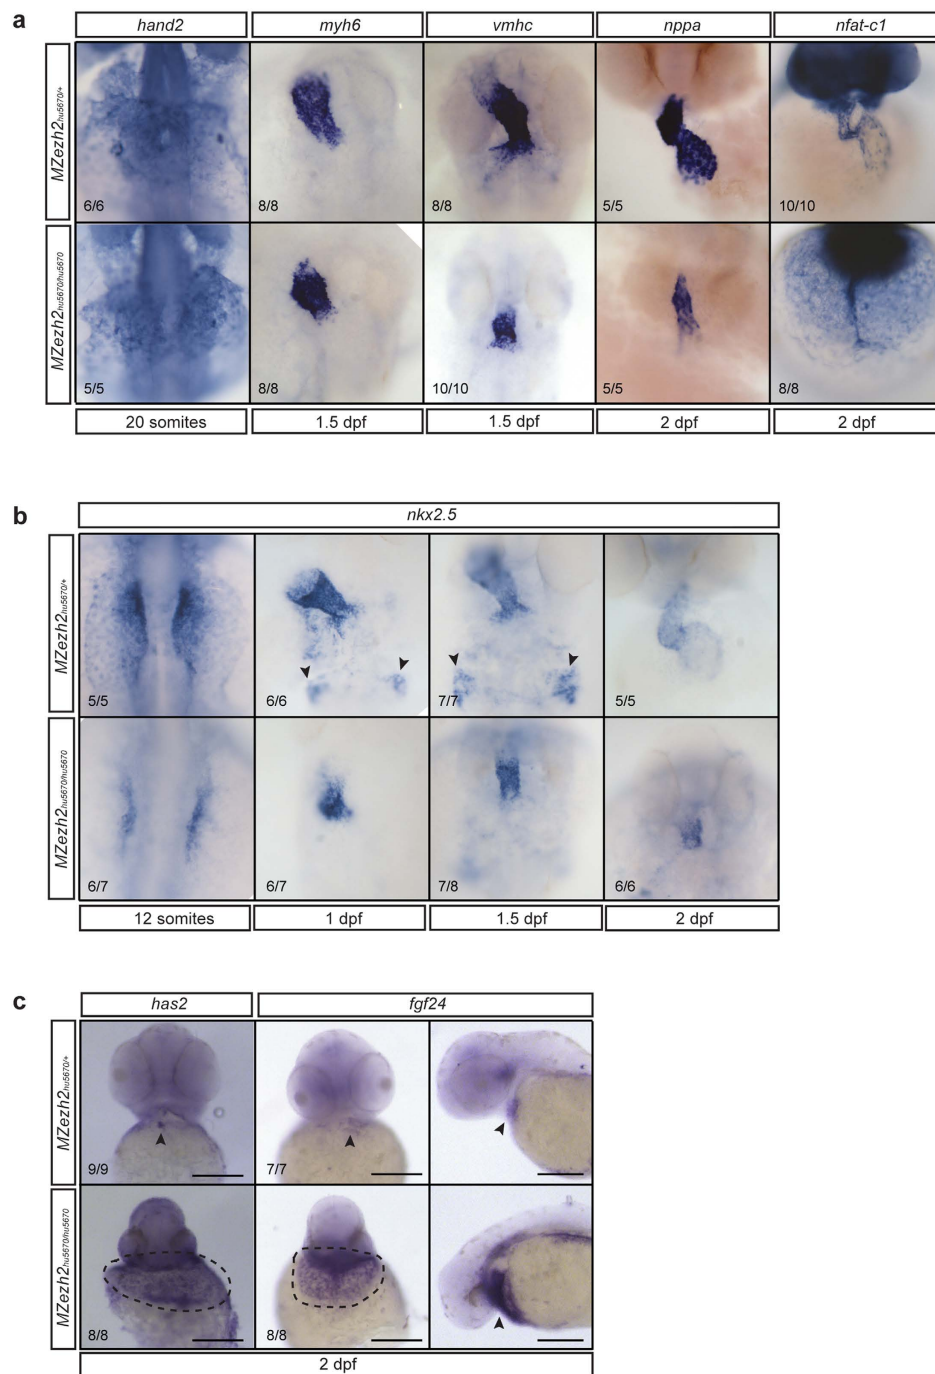 a
hand2 myh6 vmhc nppa nfat-c1
MZezh2hu5670/+
6/6 8/8 8/8 5/5 10/10
MZezh2hu5670/hu5670
5/5 8/8 10/10 5/5 8/8
20 somites 1.5 dpf 1.5 dpf 2 dpf 2 dpf
b
nkx2.5
MZezh2hu5670/+
5/5 6/6 7/7 5/5
MZezh2hu5670/hu5670
6/7 6/7 7/8 6/6
12 somites 1 dpf 1.5 dpf 2 dpf
c
has2 fgf24
MZezh2hu5670/+
9/9 7/7
MZezh2hu5670/hu5670
8/8 8/8
2 dpf